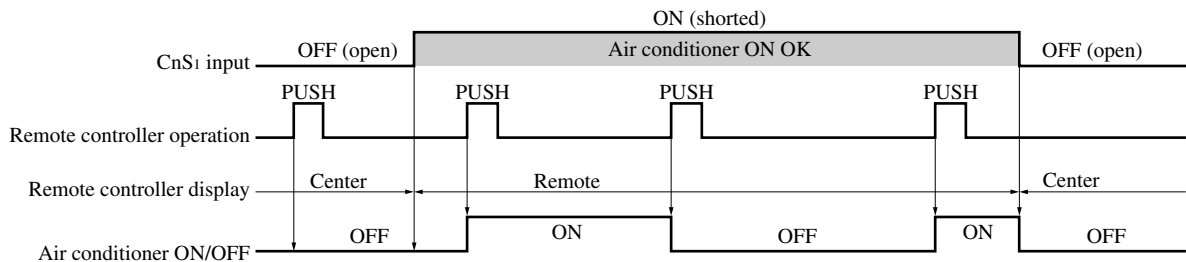 ON (shorted)
OFF (open) Air conditioner ON OK OFF (open)
CnS1 input
PUSH PUSH PUSH PUSH
Remote controller operation
Remote controller display Center Remote Center
Air conditioner ON/OFF OFF ON OFF ON OFF